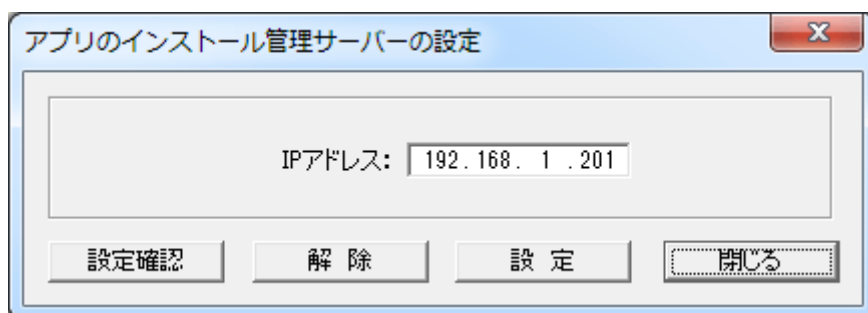 アプリのインストール管理サーバーの設定
IPアドレス: 192.168. 1 .201
設定確認 解 除 設 定 閉じる